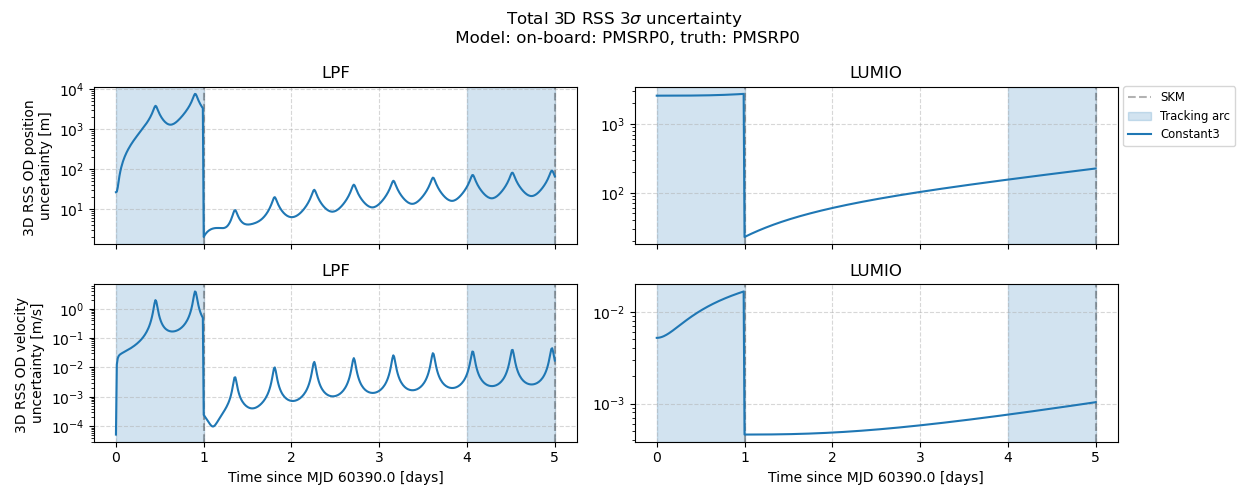 Total 3D RSS 3σ uncertainty
Model: on-board: PMSRP0, truth: PMSRP0
LPF
LUMIO
3D RSS OD position
uncertainty [m]
10⁴
10³
10²
10¹
10³
10²
SKM
Tracking arc
Constant3
LPF
LUMIO
3D RSS OD velocity
uncertainty [m/s]
10⁰
10⁻¹
10⁻²
10⁻³
10⁻⁴
10⁻²
10⁻³
0 1 2 3 4 5
0 1 2 3 4 5
Time since MJD 60390.0 [days]
Time since MJD 60390.0 [days]